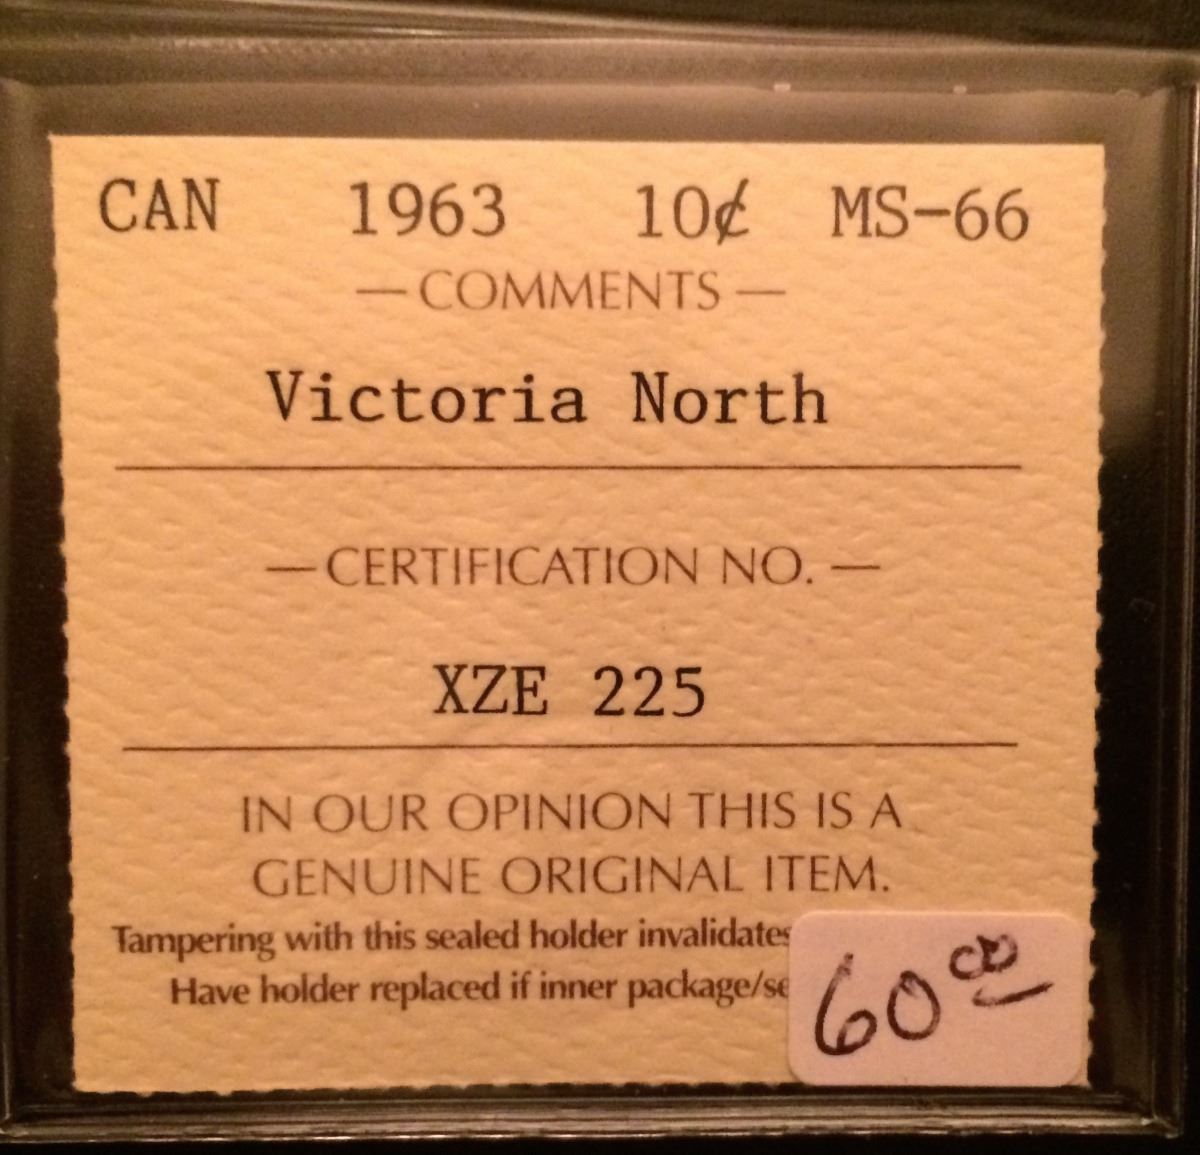 CAN 1963 10¢ MS-66
— COMMENTS —
Victoria North
— CERTIFICATION NO. —
XZE 225
IN OUR OPINION THIS IS A
GENUINE ORIGINAL ITEM.
Tampering with this sealed holder invalidates
Have holder replaced if inner package/se
60.00